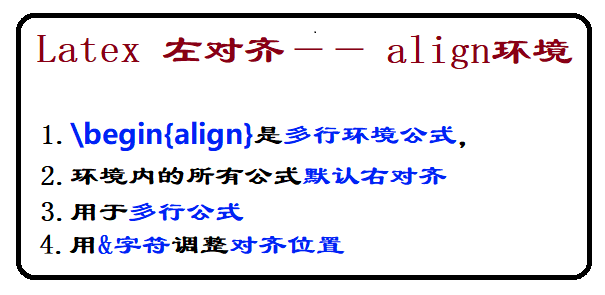 Latex 左对齐－－ align环境
1.\begin{align}是多行环境公式，
2.环境内的所有公式默认右对齐
3.用于多行公式
4.用&字符调整对齐位置